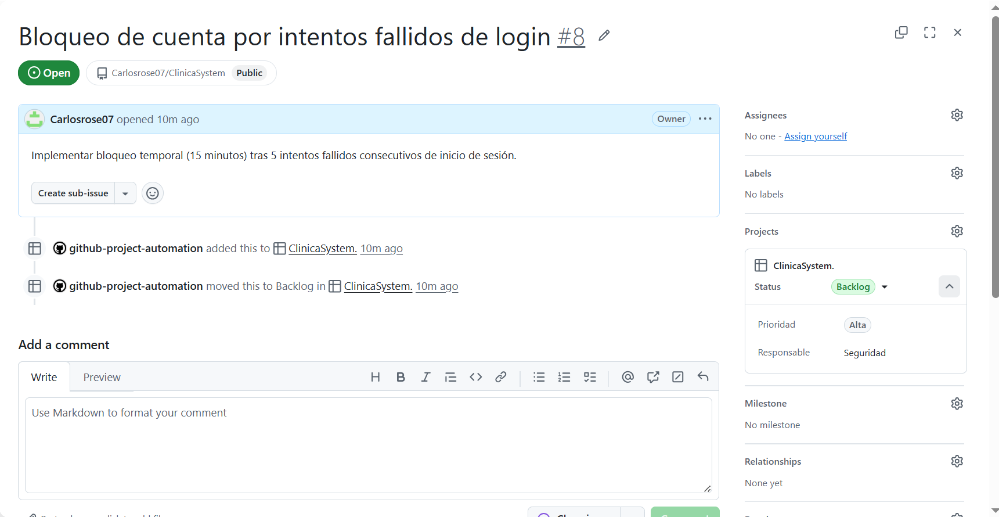 Bloqueo de cuenta por intentos fallidos de login #8
Open
Carlosrose07/ClinicaSystem Public
Carlosrose07 opened 10m ago
Owner
Implementar bloqueo temporal (15 minutos) tras 5 intentos fallidos consecutivos de inicio de sesión.
Create sub-issue
github-project-automation added this to ClinicaSystem. 10m ago
github-project-automation moved this to Backlog in ClinicaSystem. 10m ago
Add a comment
Write
Preview
Use Markdown to format your comment
Assignees
No one - Assign yourself
Labels
No labels
Projects
ClinicaSystem.
Status
Backlog
Prioridad
Alta
Responsable
Seguridad
Milestone
No milestone
Relationships
None yet